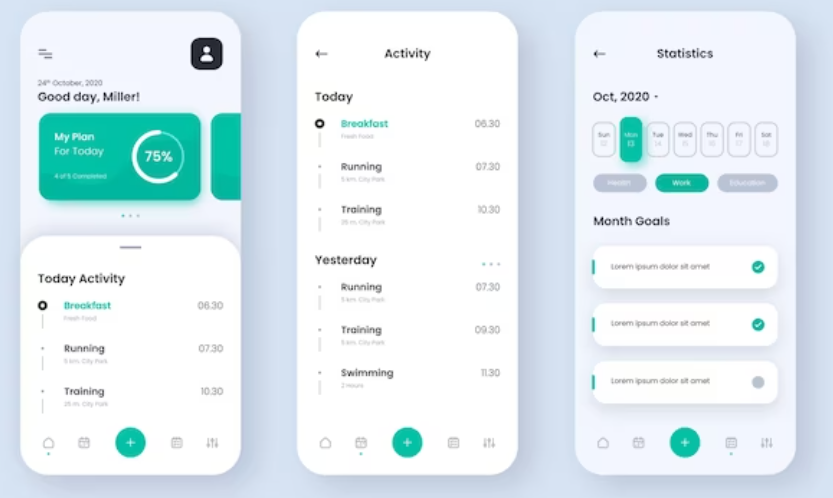 24th October, 2020
Good day, Miller!
My Plan
For Today
4 of 5 Completed
75%
Today Activity
Breakfast 06.30
Fresh Food
Running 07.30
5 km. City Park
Training 10.30
25 m. City Park
Activity
Today
Breakfast 06.30
Fresh Food
Running 07.30
5 km. City Park
Training 10.30
25 m. City Park
Yesterday
Running 07.30
5 km. City Park
Training 09.30
5 km. City Park
Swimming 11.30
2 Hours
Statistics
Oct, 2020
Sun Mon Tue Wed Thu Fri Sat
12 13 14 15 16 17 18
Health Work Education
Month Goals
Lorem ipsum dolor sit amet
Lorem ipsum dolor sit amet
Lorem ipsum dolor sit amet